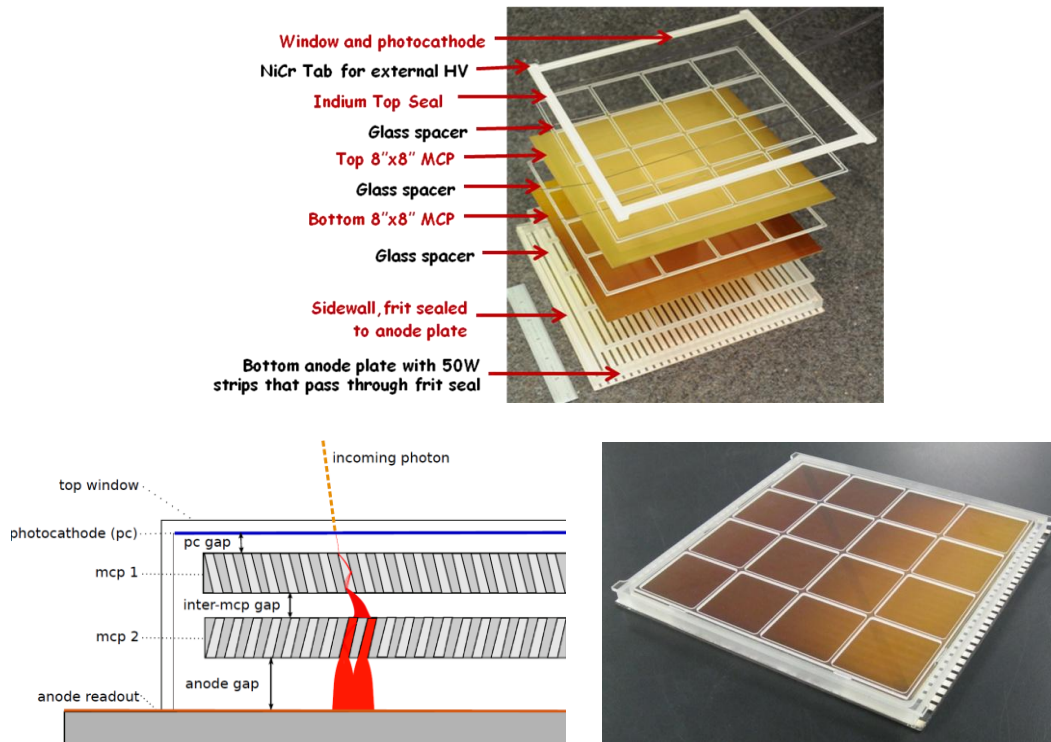 Window and photocathode
NiCr Tab for external HV
Indium Top Seal
Glass spacer
Top 8"x8" MCP
Glass spacer
Bottom 8"x8" MCP
Glass spacer
Sidewall, frit sealed
to anode plate
Bottom anode plate with 50W
strips that pass through frit seal
incoming photon
top window
photocathode (pc)
pc gap
mcp 1
inter-mcp gap
mcp 2
anode gap
anode readout